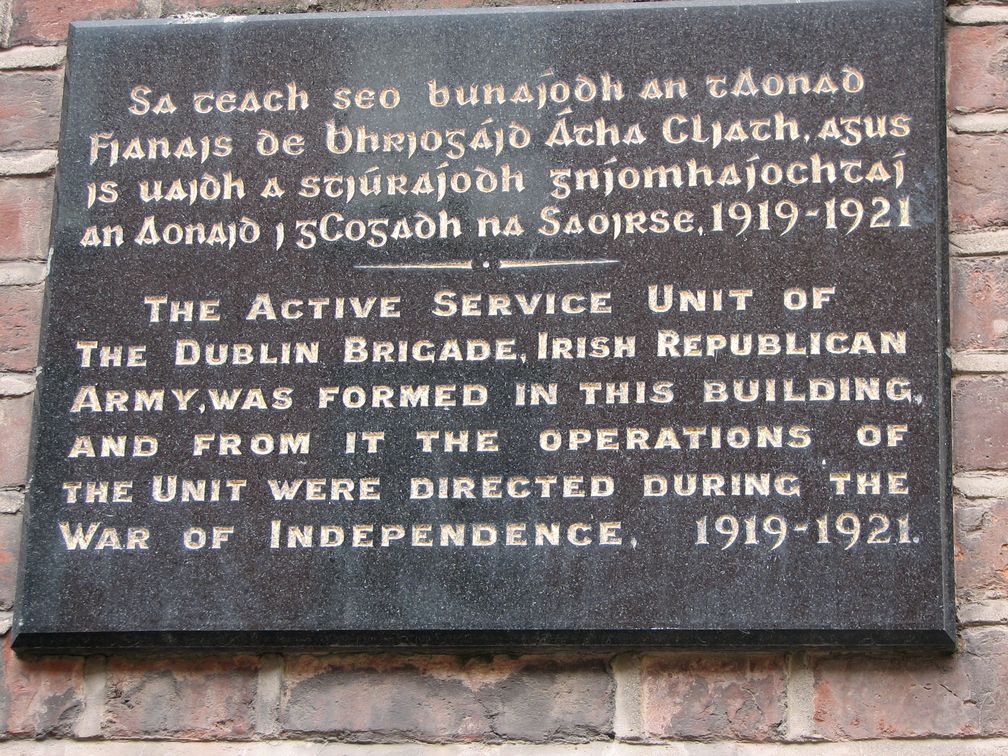 Sa teach seo bunaíodh an tAonad
Fianais de Bhriogáid Átha Cliath, agus
is uaidh a stiúraíodh gníomhaíochtaí
an Aonaid i gCogadh na Saoirse, 1919-1921
THE ACTIVE SERVICE UNIT OF
THE DUBLIN BRIGADE, IRISH REPUBLICAN
ARMY, WAS FORMED IN THIS BUILDING,
AND FROM IT THE OPERATIONS OF
THE UNIT WERE DIRECTED DURING THE
WAR OF INDEPENDENCE, 1919-1921.